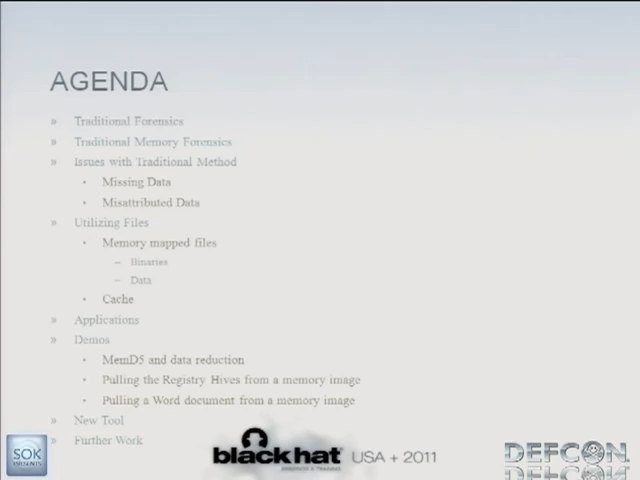 AGENDA
» Traditional Forensics
» Traditional Memory Forensics
» Issues with Traditional Method
• Missing Data
• Misattributed Data
» Utilizing Files
• Memory mapped files
– Binaries
– Data
• Cache
» Applications
» Demos
• MemD5 and data reduction
• Pulling the Registry Hives from a memory image
• Pulling a Word document from a memory image
» New Tool
» Further Work
SOK
PRESENTS
black hat USA + 2011
DEFCON